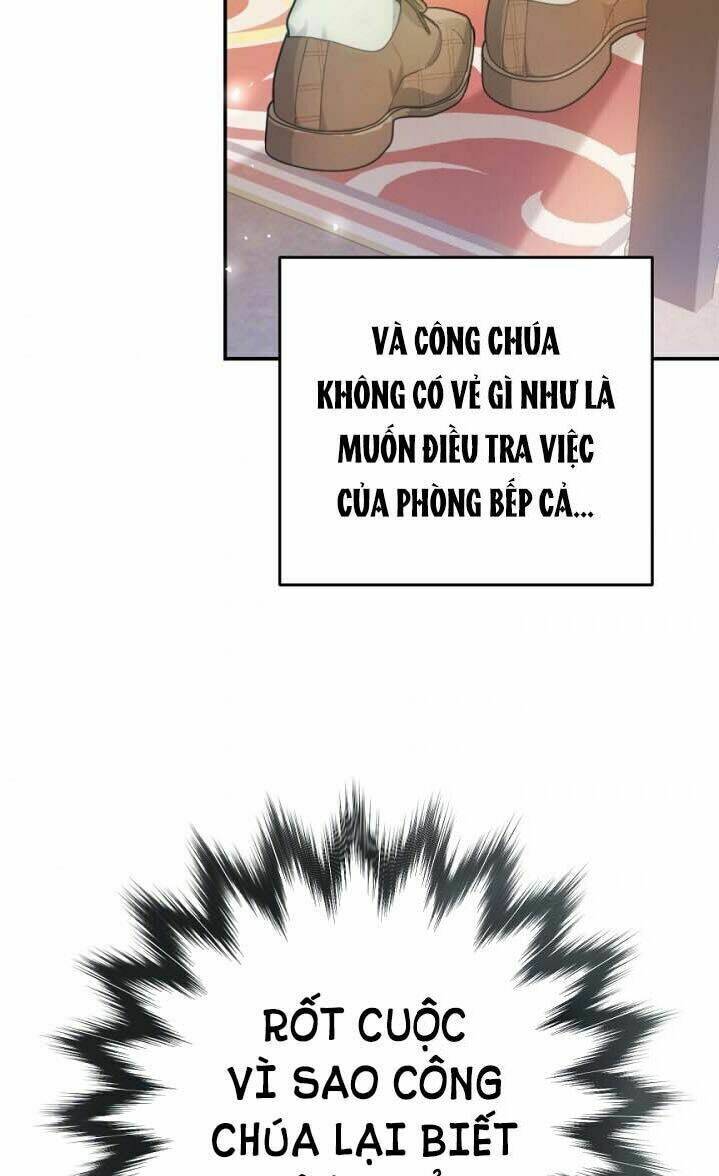 VÀ CÔNG CHÚA
KHÔNG CÓ VẺ GÌ NHƯ LÀ
MUỐN ĐIỀU TRA VIỆC
CỦA PHÒNG BẾP CẢ...
RỐT CUỘC
VÌ SAO CÔNG
CHÚA LẠI BIẾT